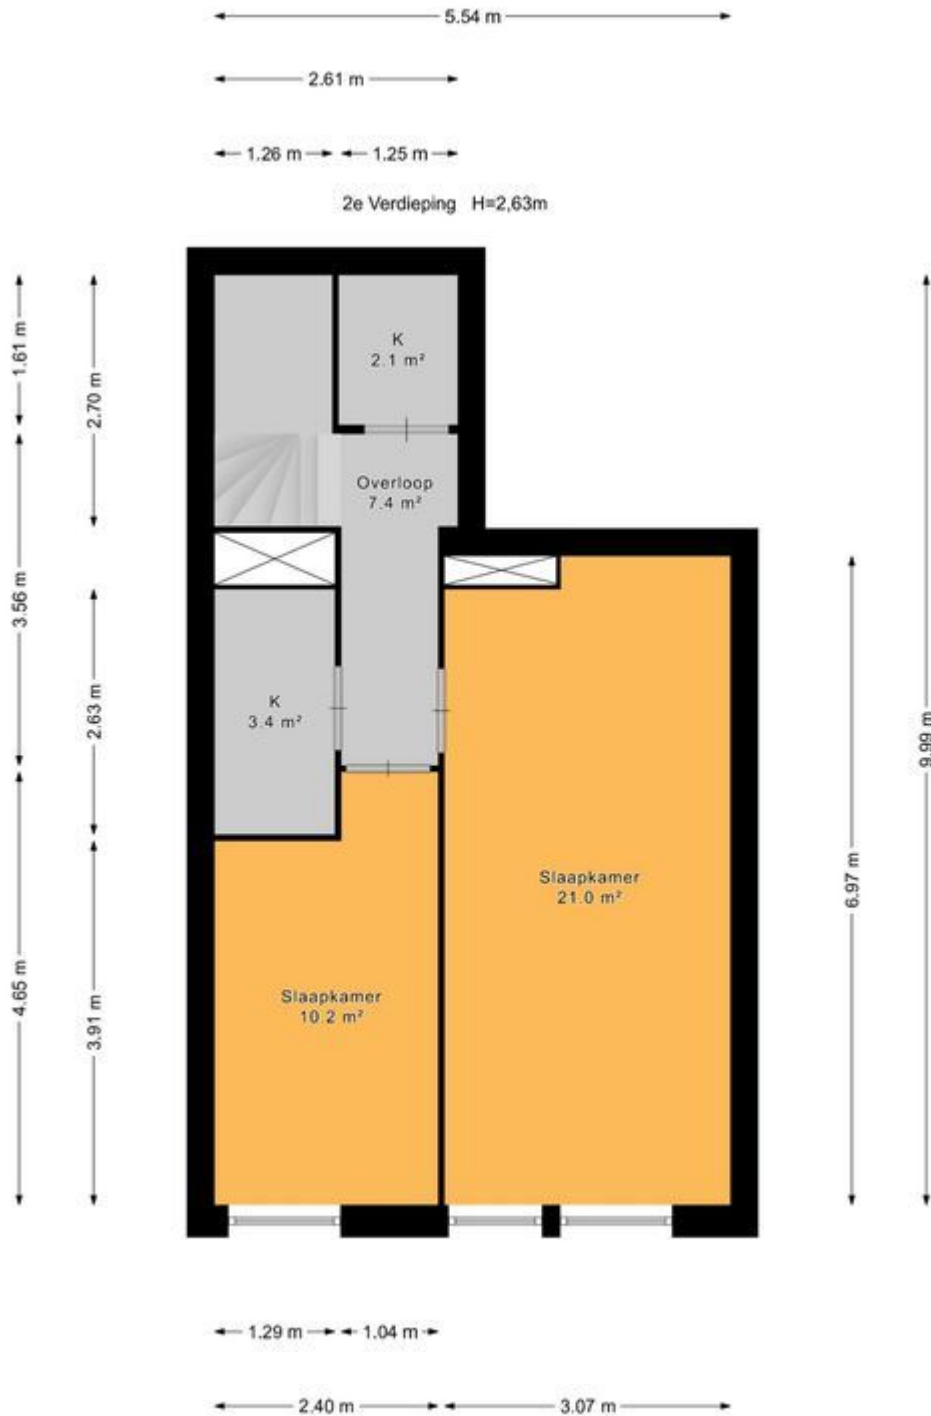 5.54 m
2.61 m
1.26 m
1.25 m
2e Verdieping H=2,63m
1.61 m
2.70 m
K
2.1 m²
Overloop
7.4 m²
3.56 m
2.63 m
K
3.4 m²
9.99 m
6.97 m
Slaapkamer
21.0 m²
4.65 m
3.91 m
Slaapkamer
10.2 m²
1.29 m
1.04 m
2.40 m
3.07 m